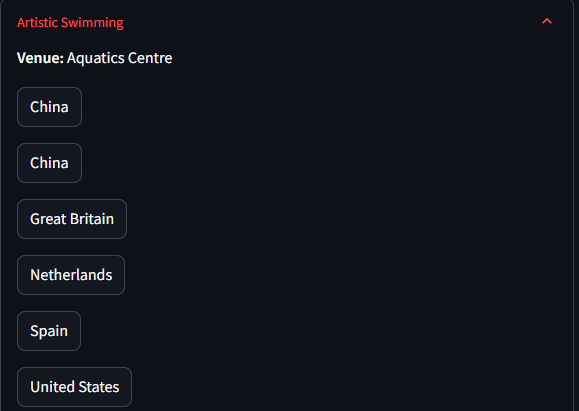 Artistic Swimming
Venue: Aquatics Centre
China
China
Great Britain
Netherlands
Spain
United States